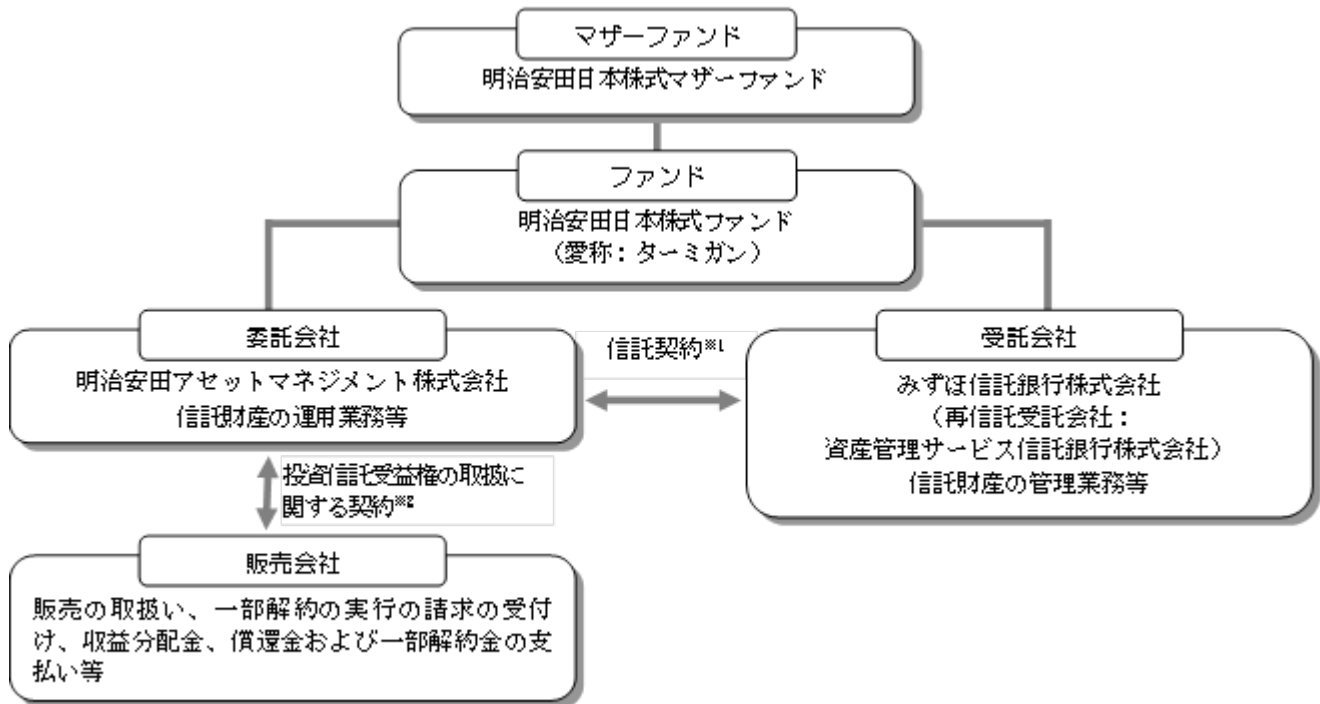 マザーファンド
明治安田日本株式マザーファンド
ファンド
明治安田日本株式ファンド
（愛称：ターミガン）
委託会社
明治安田アセットマネジメント株式会社
信託財産の運用業務等
信託契約※1
受託会社
みずほ信託銀行株式会社
（再信託受託会社：
資産管理サービス信託銀行株式会社）
信託財産の管理業務等
投資信託受益権の取扱に
関する契約※2
販売会社
販売の取扱い、一部解約の実行の請求の受付
け、収益分配金、償還金および一部解約金の支
払い等